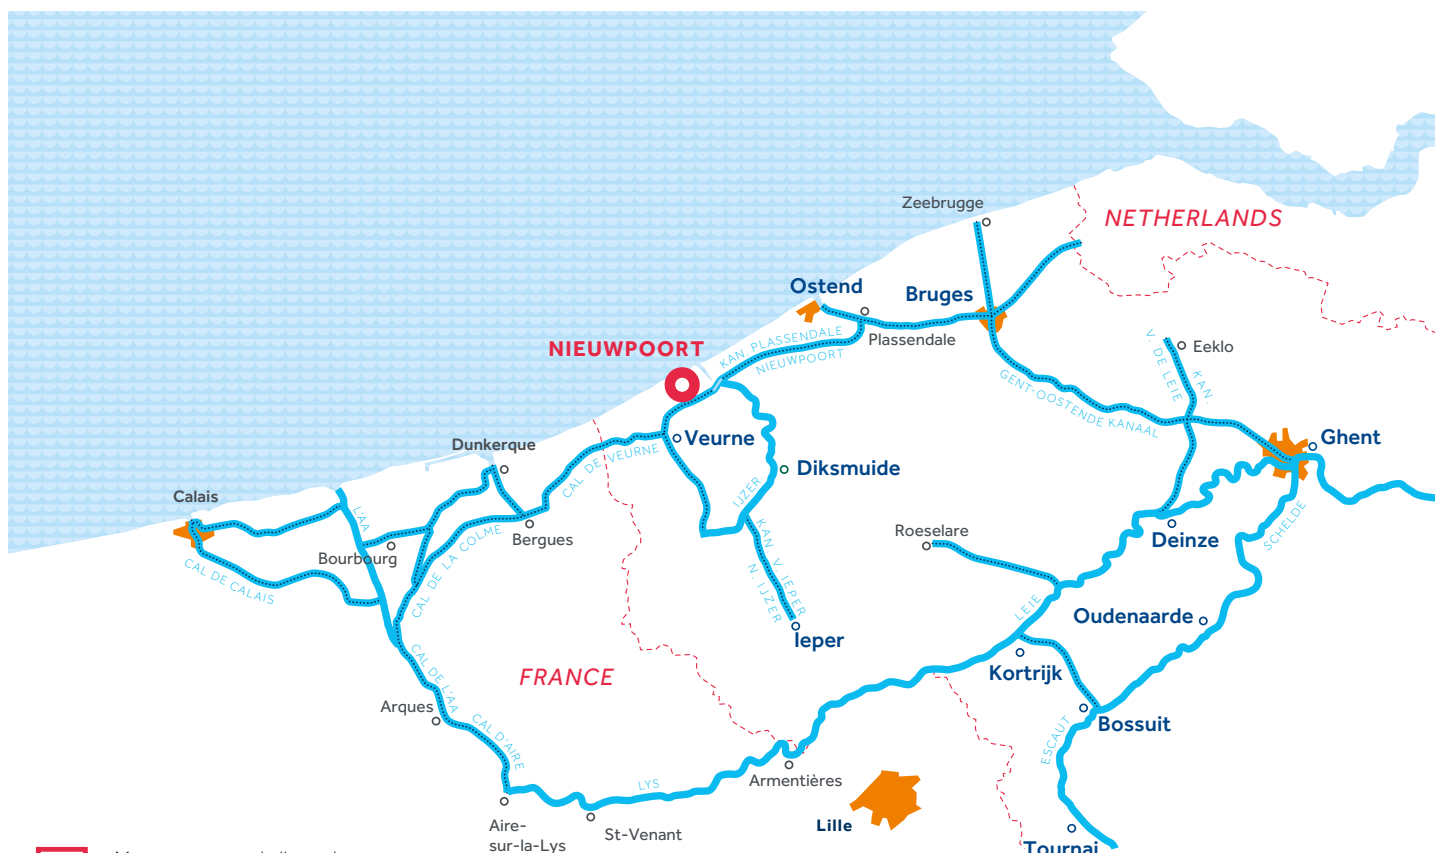 Zeebrugge
NETHERLANDS
Ostend
Bruges
KAN. PLASSENDALE
NIEUWPOORT
Plassendale
NIEUWPOORT
V. DE LEIE
KAN.
Eeklo
GENT-OOSTENDE KANAAL
Ghent
Dunkerque
CAL DE VEURNE
Veurne
Diksmuide
Calais
LAA
IJZER
SCHELDE
Bourbourg
CAL DE LA COLME
Bergues
KAN. V. IEPER
N. IJZER
Roeselare
Deinze
CAL DE CALAIS
LEIE
Oudenaarde
Ieper
FRANCE
Kortrijk
CAL DE L'AA
Arques
CAL D'AIRE
ESCAUT
Bossuit
LYS
Armentières
Lille
Aire-
sur-la-Lys
St-Venant
Tournai